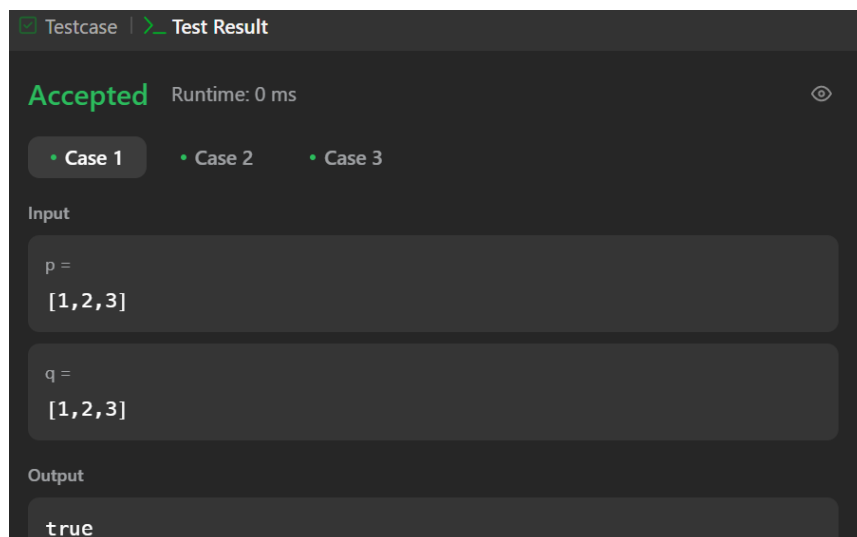 Testcase | >_ Test Result
Accepted Runtime: 0 ms
• Case 1 • Case 2 • Case 3
Input
p =
[1,2,3]
q =
[1,2,3]
Output
true